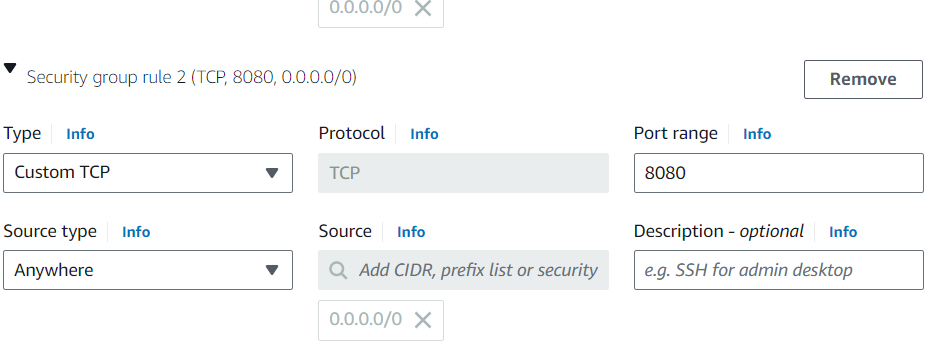 0.0.0.0/0
Security group rule 2 (TCP, 8080, 0.0.0.0/0)
Remove
Type Info Protocol Info Port range Info
Custom TCP TCP 8080
Source type Info Source Info Description - optional Info
Anywhere Add CIDR, prefix list or security e.g. SSH for admin desktop
0.0.0.0/0